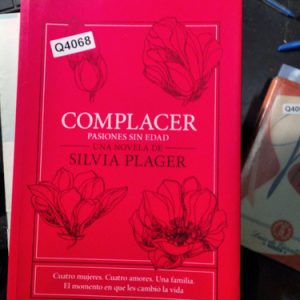 Q4068
COMPLACER
PASIONES SIN EDAD
UNA NOVELA DE
SILVIA PLAGER
Cuatro mujeres. Cuatro amores. Una familia.
El momento en que les cambió la vida